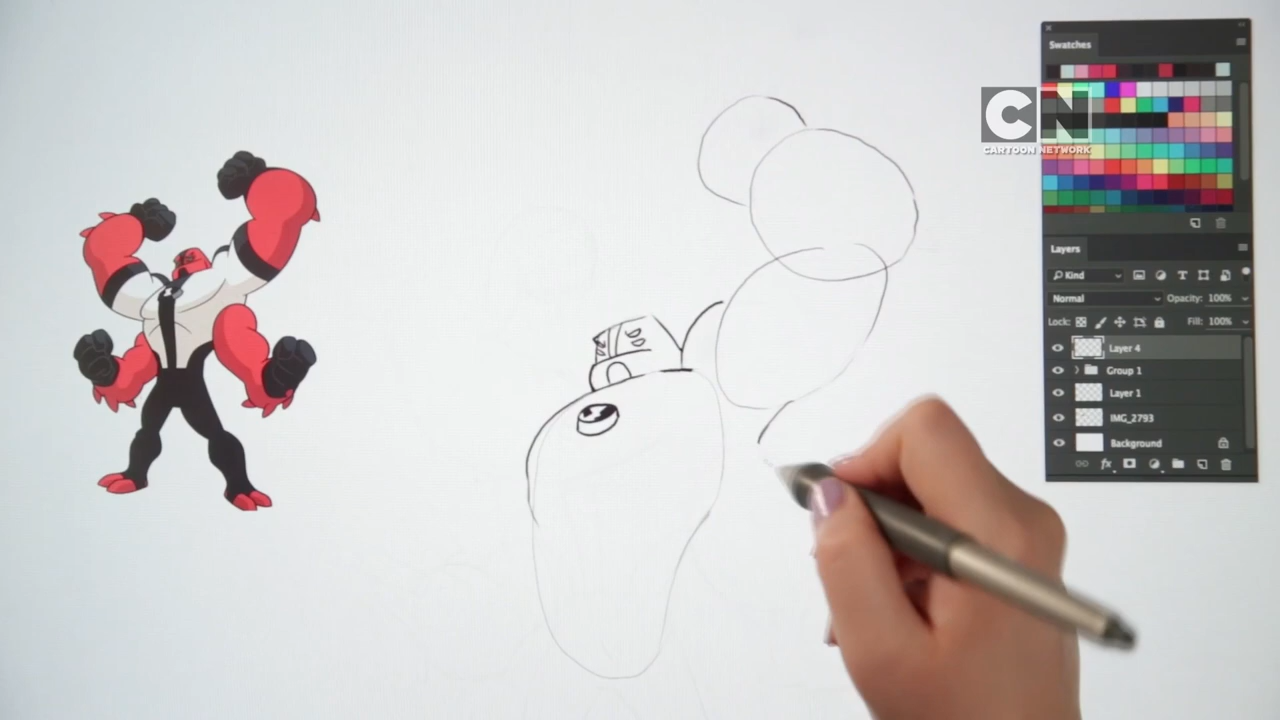 Swatches
CN
CARTOON NETWORK
Layers
Kind
Normal
Opacity: 100%
Lock:
Fill: 100%
Layer 4
Group 1
Layer 1
IMG_2793
Background